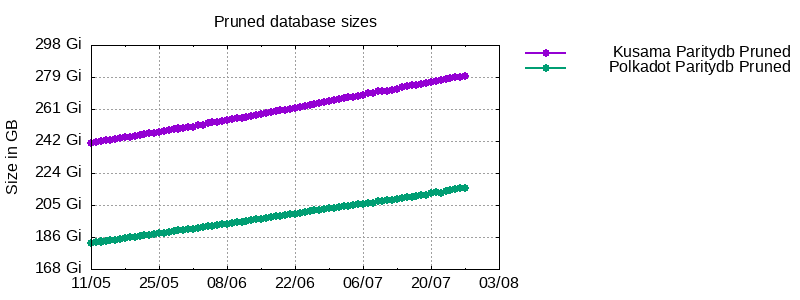 Pruned database sizes
Kusama Paritydb Pruned
Polkadot Paritydb Pruned
Size in GB
298 Gi
279 Gi
261 Gi
242 Gi
224 Gi
205 Gi
186 Gi
168 Gi
11/05 25/05 08/06 22/06 06/07 20/07 03/08